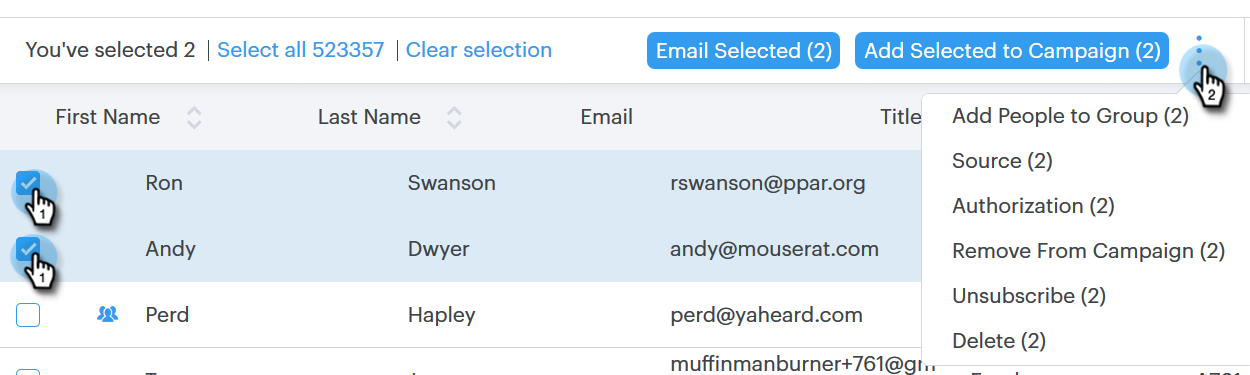 You've selected 2 | Select all 523357 | Clear selection Email Selected (2) Add Selected to Campaign (2)
2
First Name Last Name Email Title
Add People to Group (2)
Source (2)
Ron Swanson rswanson@ppar.org
1
Authorization (2)
Andy Dwyer andy@mouserat.com
Remove From Campaign (2)
1
Unsubscribe (2)
Perd Hapley perd@yaheard.com
Delete (2)
muffinmanburner+761@gm